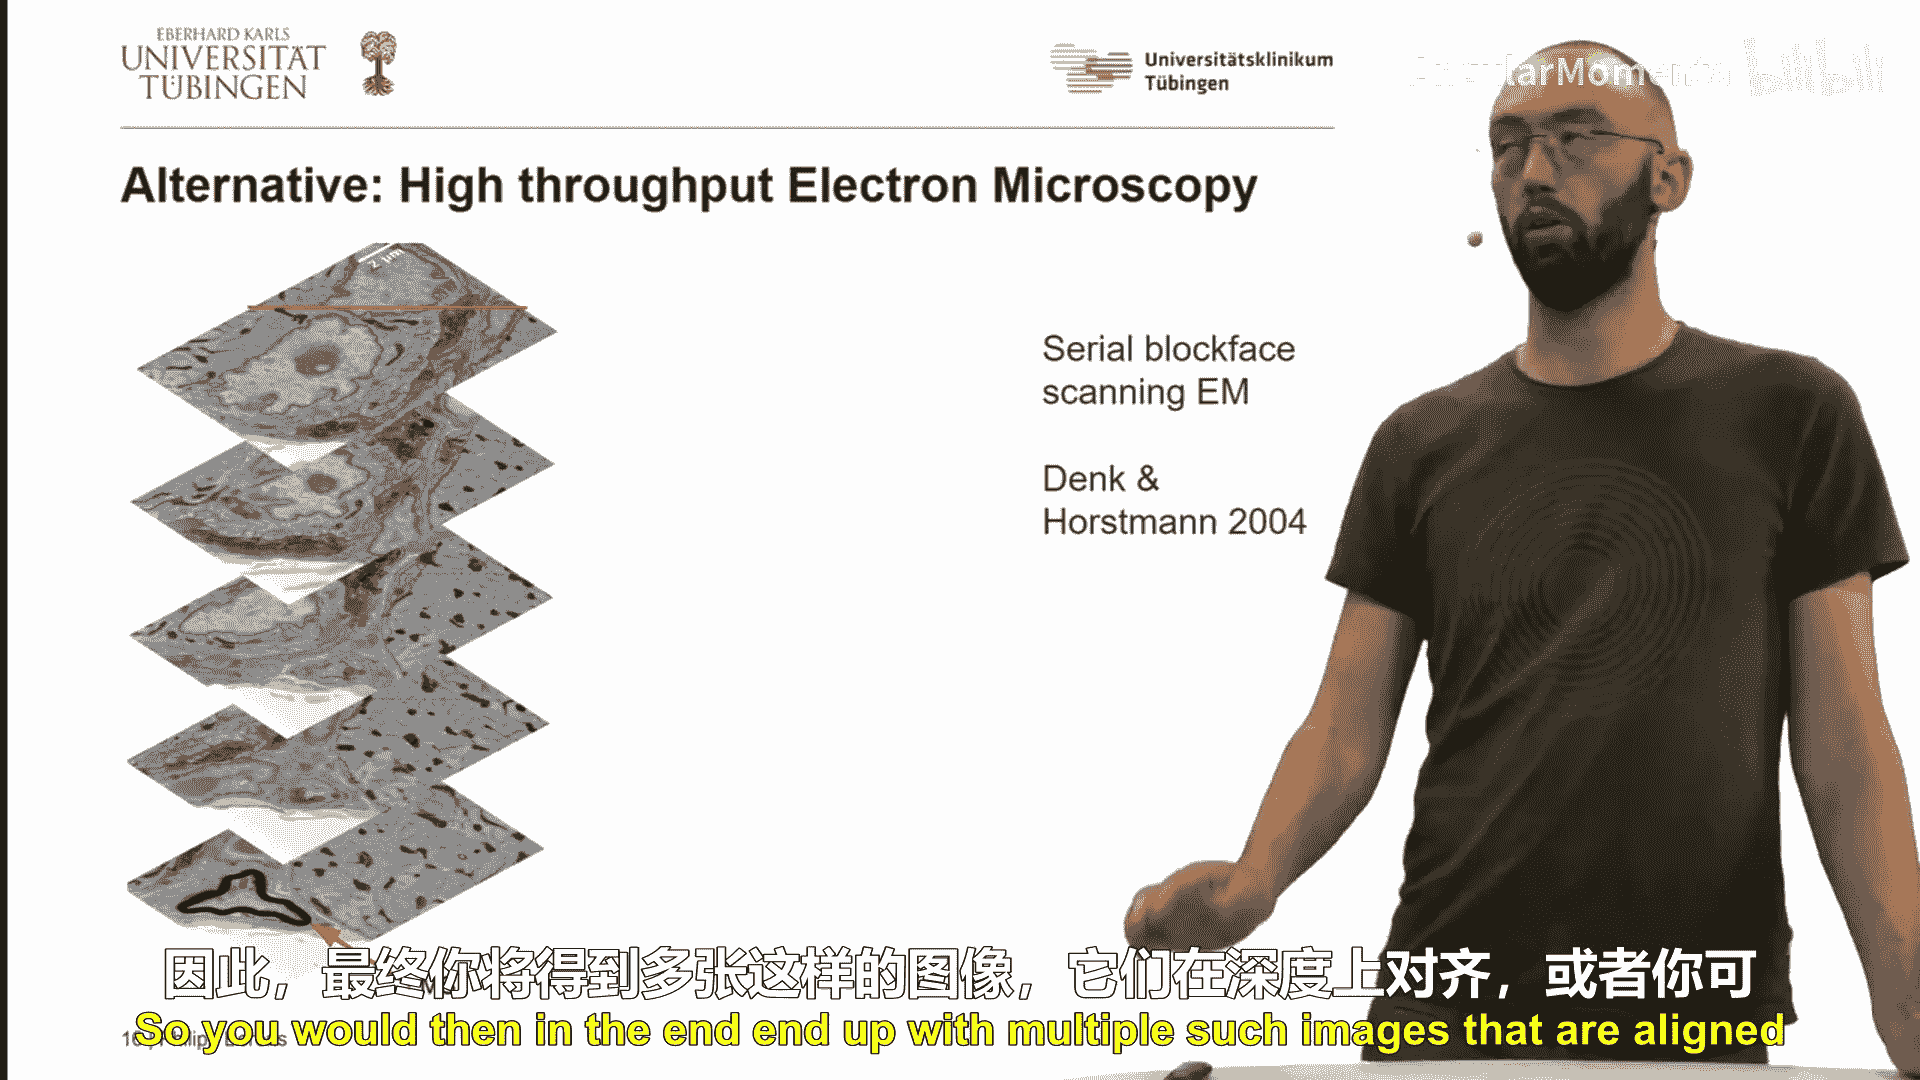 EBERHARD KARLS
UNIVERSITÄT
TÜBINGEN
Universitätsklinikum
Tübingen
bilibili
Alternative: High throughput Electron Microscopy
2 µm
Serial blockface
scanning EM
Denk &
Horstmann 2004
因此，最终你将得到多张这样的图像，它们在深度上对齐，或者你可
So you would then in the end end up with multiple such images that are aligned